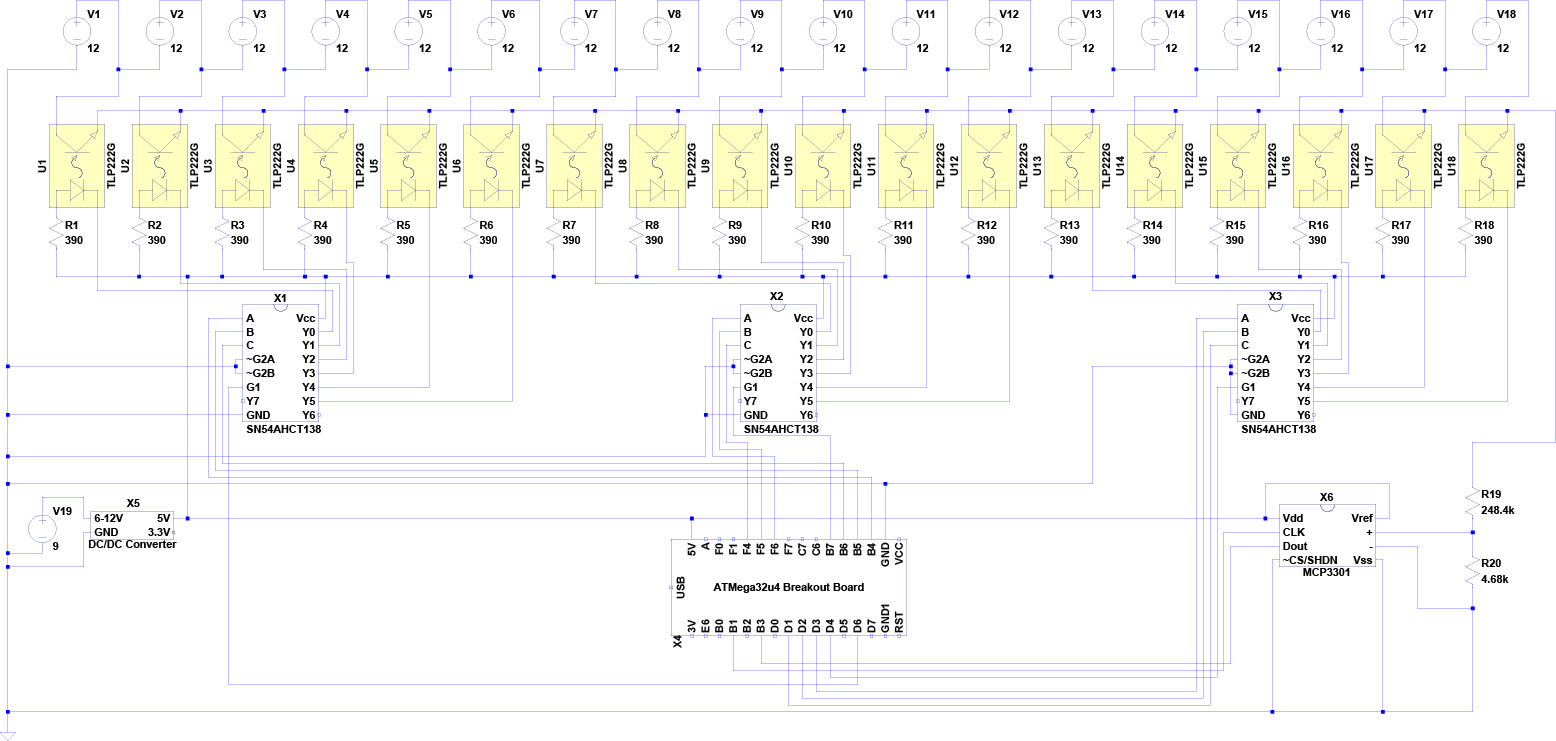 V1 V2 V3 V4 V5 V6 V7 V8 V9 V10 V11 V12 V13 V14 V15 V16 V17 V18
12 12 12 12 12 12 12 12 12 12 12 12 12 12 12 12 12 12
U1 U2 U3 U4 U5 U6 U7 U8 U9 U10 U11 U12 U13 U14 U15 U16 U17 U18
TLP222G TLP222G TLP222G TLP222G TLP222G TLP222G TLP222G TLP222G TLP222G TLP222G TLP222G TLP222G TLP222G TLP222G TLP222G TLP222G TLP222G TLP222G
R1 R2 R3 R4 R5 R6 R7 R8 R9 R10 R11 R12 R13 R14 R15 R16 R17 R18
390 390 390 390 390 390 390 390 390 390 390 390 390 390 390 390 390 390
X1
A Vcc
B Y0
C Y1
~G2A Y2
~G2B Y3
G1 Y4
Y7 Y5
GND Y6
SN54AHCT138
X2
A Vcc
B Y0
C Y1
~G2A Y2
~G2B Y3
G1 Y4
Y7 Y5
GND Y6
SN54AHCT138
X3
A Vcc
B Y0
C Y1
~G2A Y2
~G2B Y3
G1 Y4
Y7 Y5
GND Y6
SN54AHCT138
V19
9
X5
6-12V 5V
GND 3.3V
DC/DC Converter
5V A F0 F1 F4 F5 F6 F7 C7 C6 B7 B6 B5 B4 GND VCC
USB
ATMega32u4 Breakout Board
3V E6 B0 B1 B2 B3 D0 D1 D2 D3 D4 D5 D6 D7 GND1 RST
X4
X6
Vdd Vref
CLK +
Dout -
~CS/SHDN Vss
MCP3301
R19
248.4k
R20
4.68k